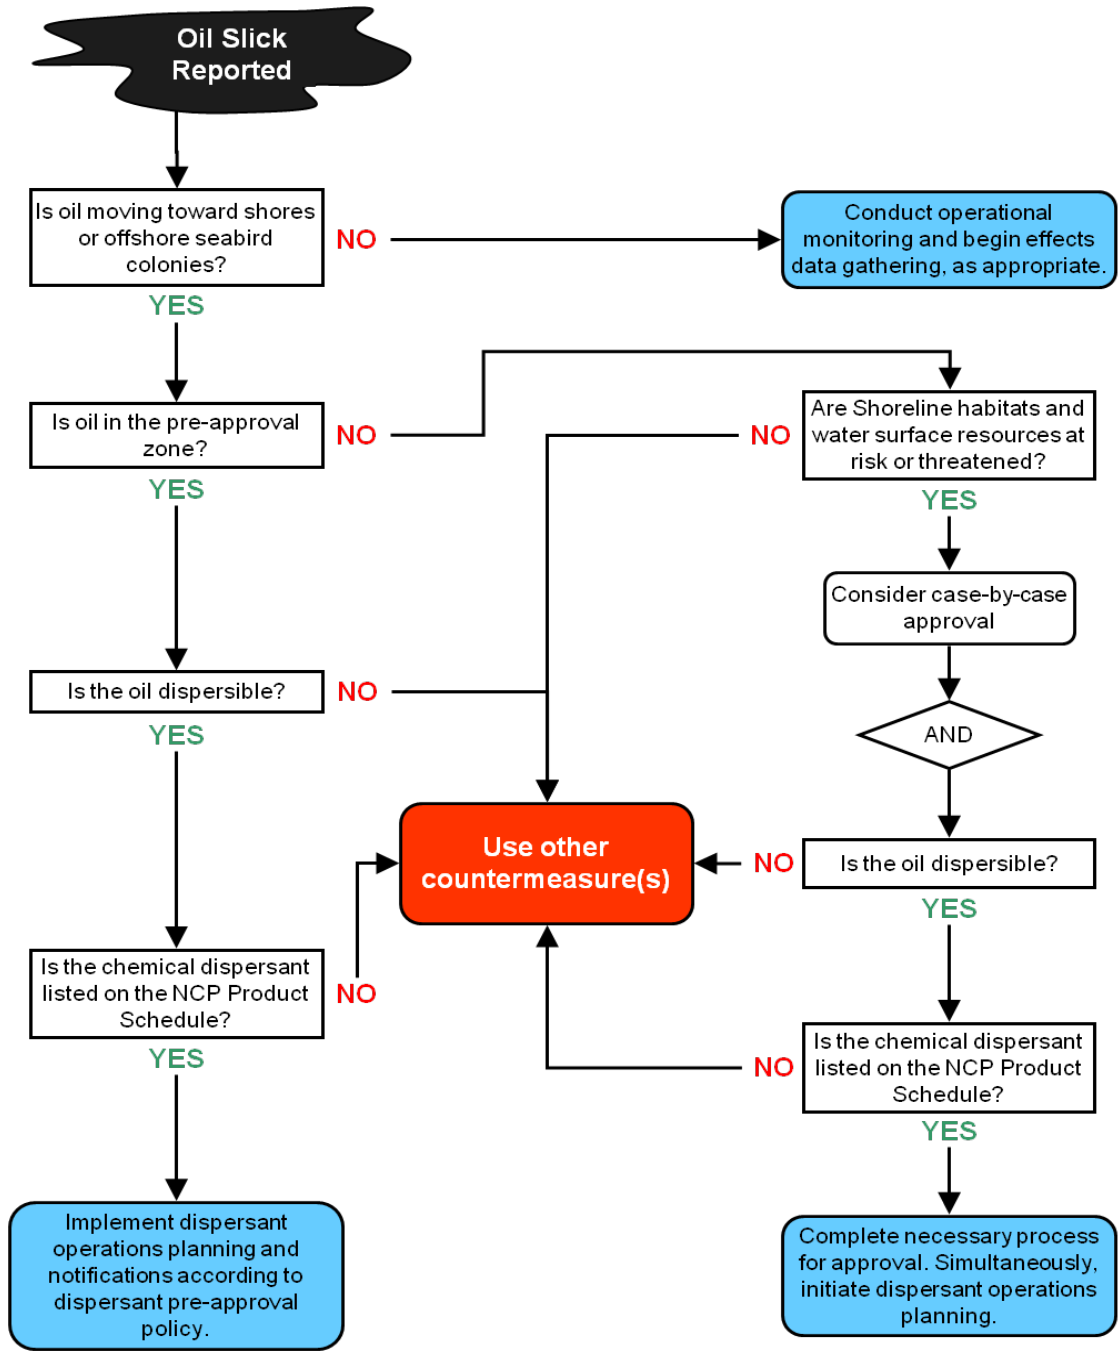 Oil Slick
Reported
Is oil moving toward shores
or offshore seabird
colonies?
NO
Conduct operational
monitoring and begin effects
data gathering, as appropriate.
YES
Is oil in the pre-approval
zone?
NO
NO
Are Shoreline habitats and
water surface resources at
risk or threatened?
YES
YES
Consider case-by-case
approval
Is the oil dispersible?
NO
YES
AND
Use other
countermeasure(s)
NO
Is the oil dispersible?
YES
Is the chemical dispersant
listed on the NCP Product
Schedule?
NO
YES
NO
Is the chemical dispersant
listed on the NCP Product
Schedule?
YES
Implement dispersant
operations planning and
notifications according to
dispersant pre-approval
policy.
Complete necessary process
for approval. Simultaneously,
initiate dispersant operations
planning.